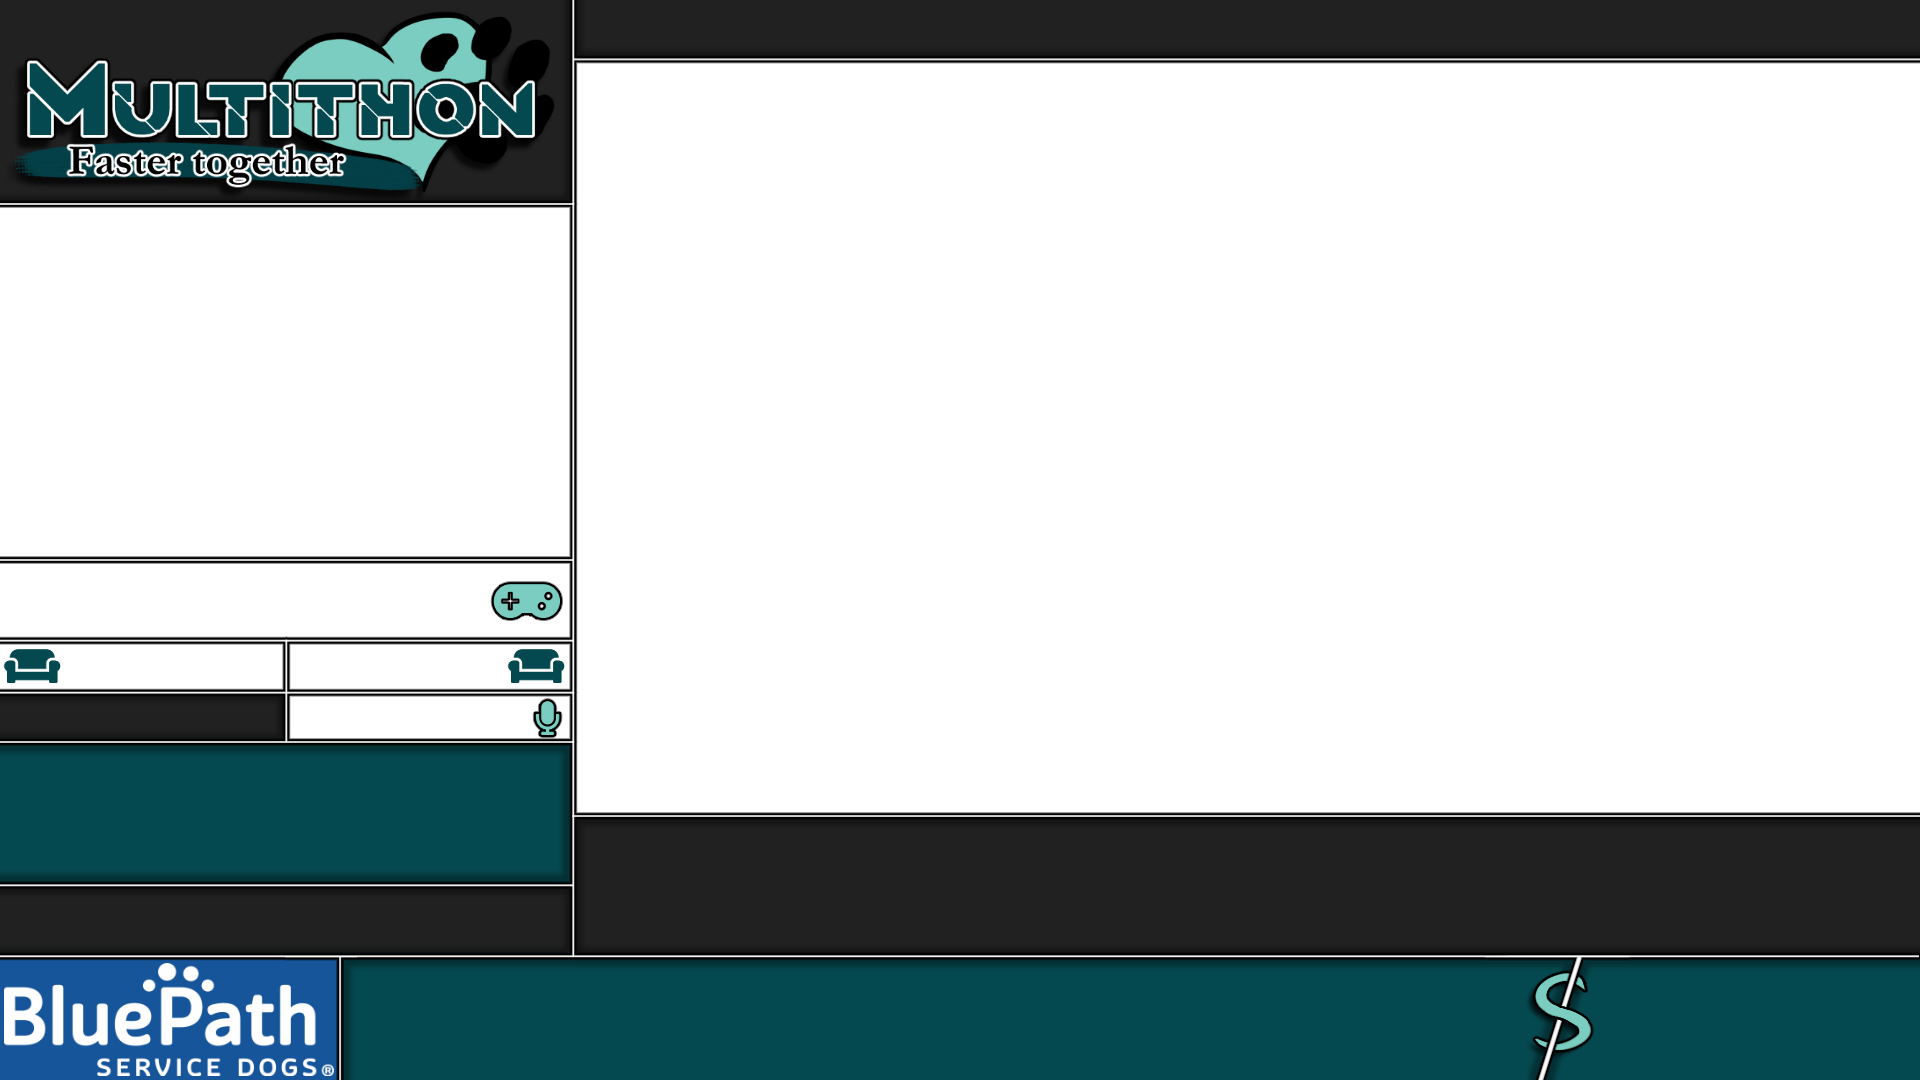 MULTITHON
Faster together
BluePath
SERVICE DOGS®
$